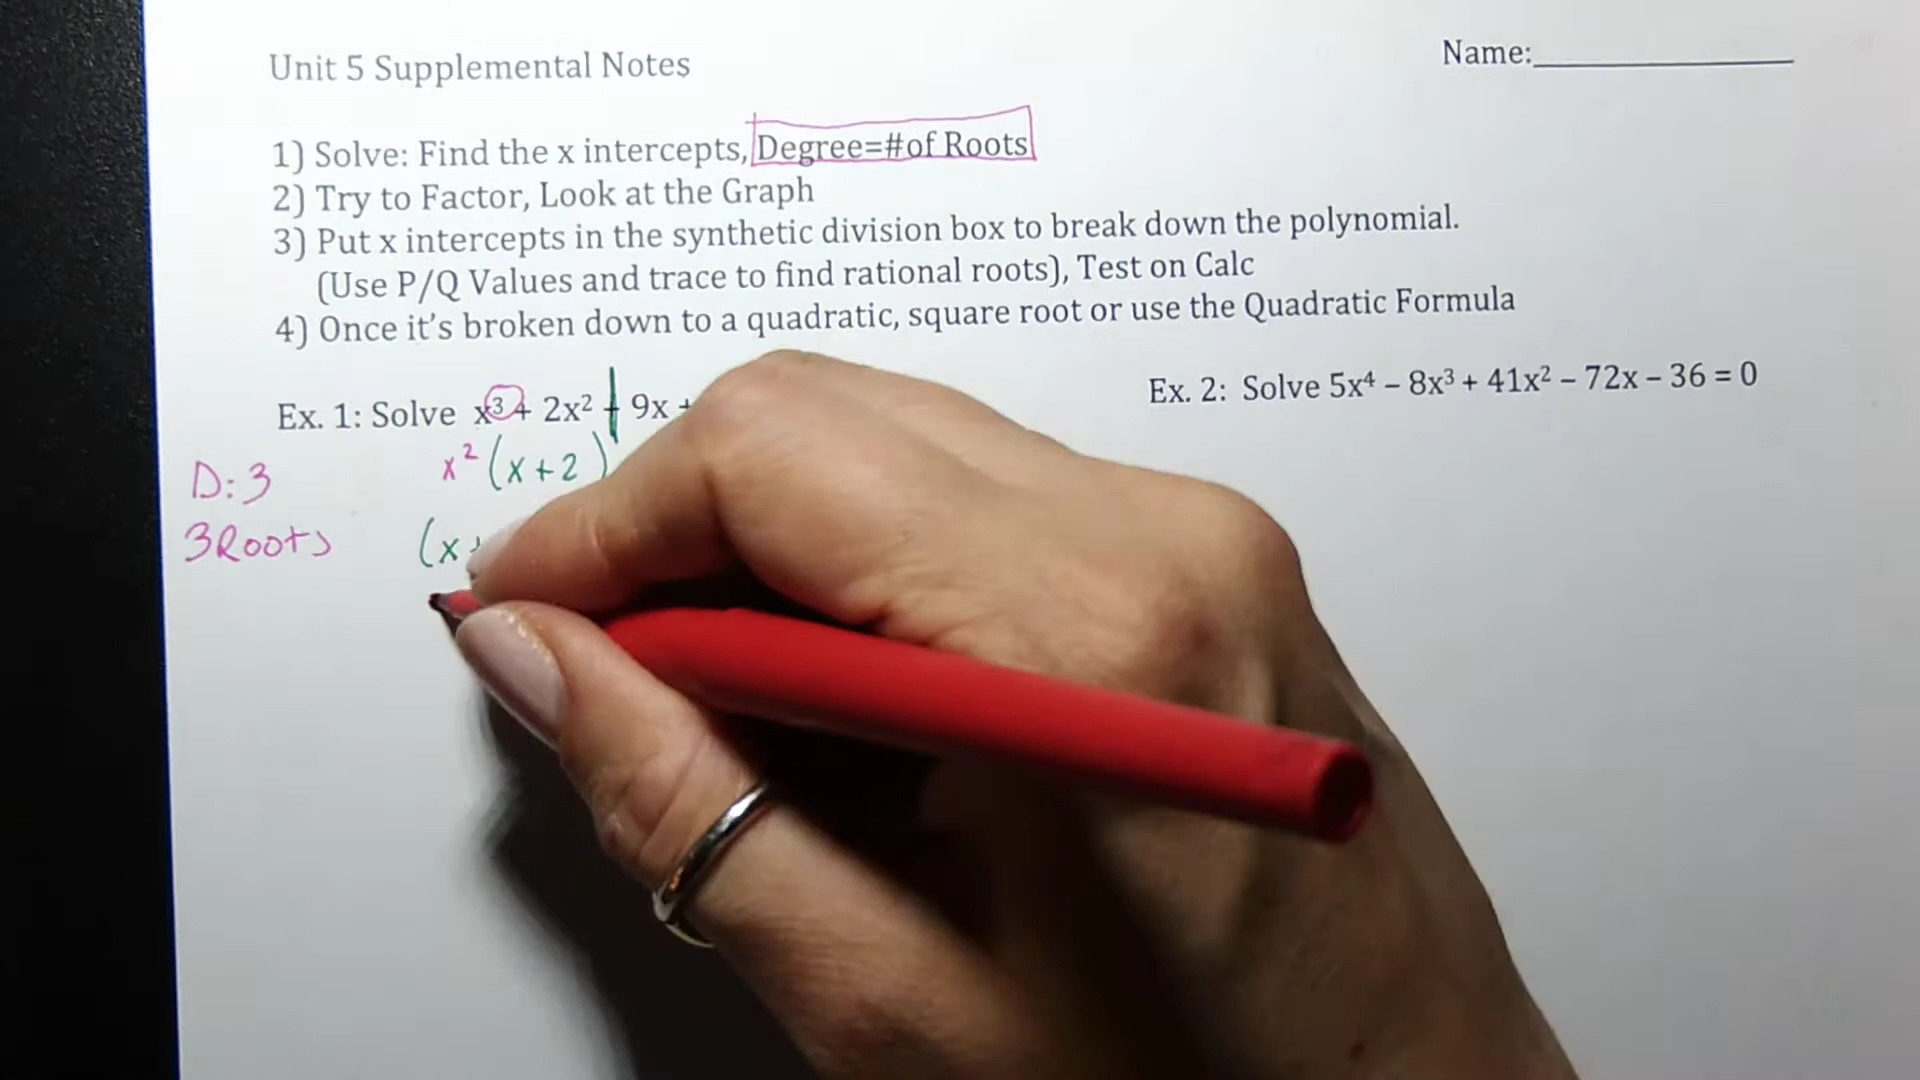 Unit 5 Supplemental Notes
Name:
1) Solve: Find the x intercepts, Degree=#of Roots
2) Try to Factor, Look at the Graph
3) Put x intercepts in the synthetic division box to break down the polynomial.
(Use P/Q Values and trace to find rational roots), Test on Calc
4) Once it's broken down to a quadratic, square root or use the Quadratic Formula
Ex. 1: Solve x³ + 2x² + 9x +
Ex. 2: Solve 5x⁴ – 8x³ + 41x² – 72x – 36 = 0
x² (x+2)
D:3
3Roots
(x